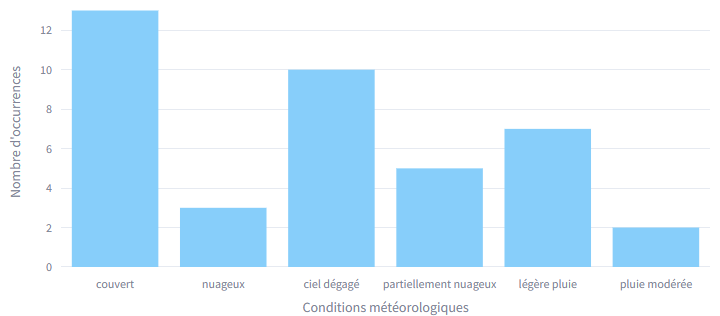 Nombre d'occurrences
12
10
8
6
4
2
0
couvert nuageux ciel dégagé partiellement nuageux légère pluie pluie modérée
Conditions météorologiques